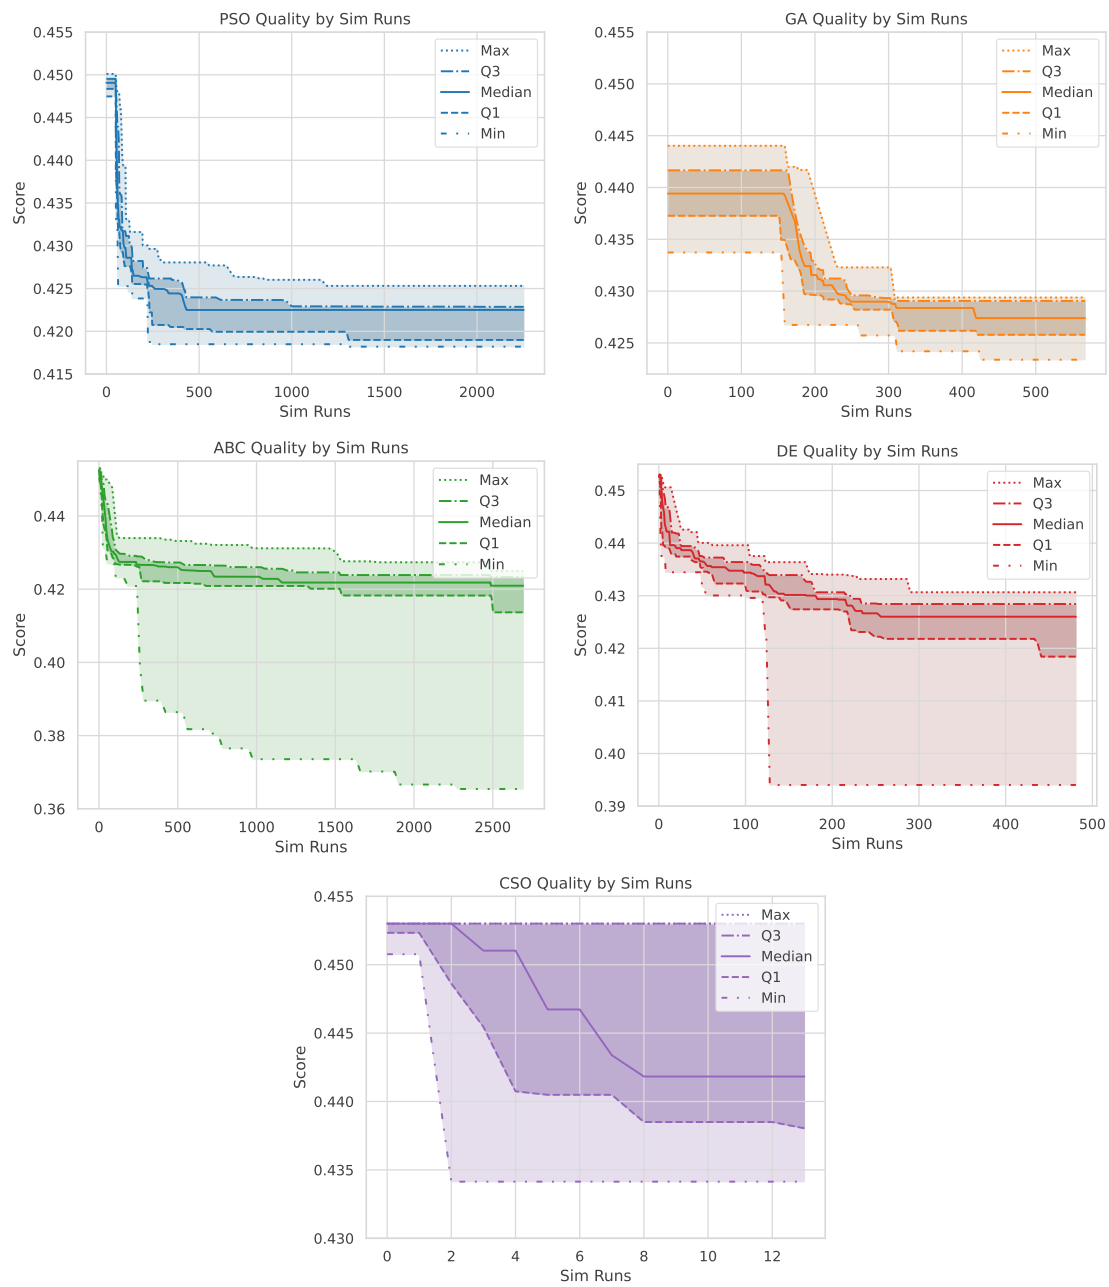 PSO Quality by Sim Runs
0.455
0.450
0.445
0.440
0.435
0.430
0.425
0.420
0.415
Score
Max
Q3
Median
Q1
Min
0
500
1000
1500
2000
Sim Runs
GA Quality by Sim Runs
0.455
0.450
0.445
0.440
0.435
0.430
0.425
Score
Max
Q3
Median
Q1
Min
0
100
200
300
400
500
Sim Runs
ABC Quality by Sim Runs
0.44
0.42
0.40
0.38
0.36
Score
Max
Q3
Median
Q1
Min
0
500
1000
1500
2000
2500
Sim Runs
DE Quality by Sim Runs
0.45
0.44
0.43
0.42
0.41
0.40
0.39
Score
Max
Q3
Median
Q1
Min
0
100
200
300
400
500
Sim Runs
CSO Quality by Sim Runs
0.455
0.450
0.445
0.440
0.435
0.430
Score
Max
Q3
Median
Q1
Min
0
2
4
6
8
10
12
Sim Runs